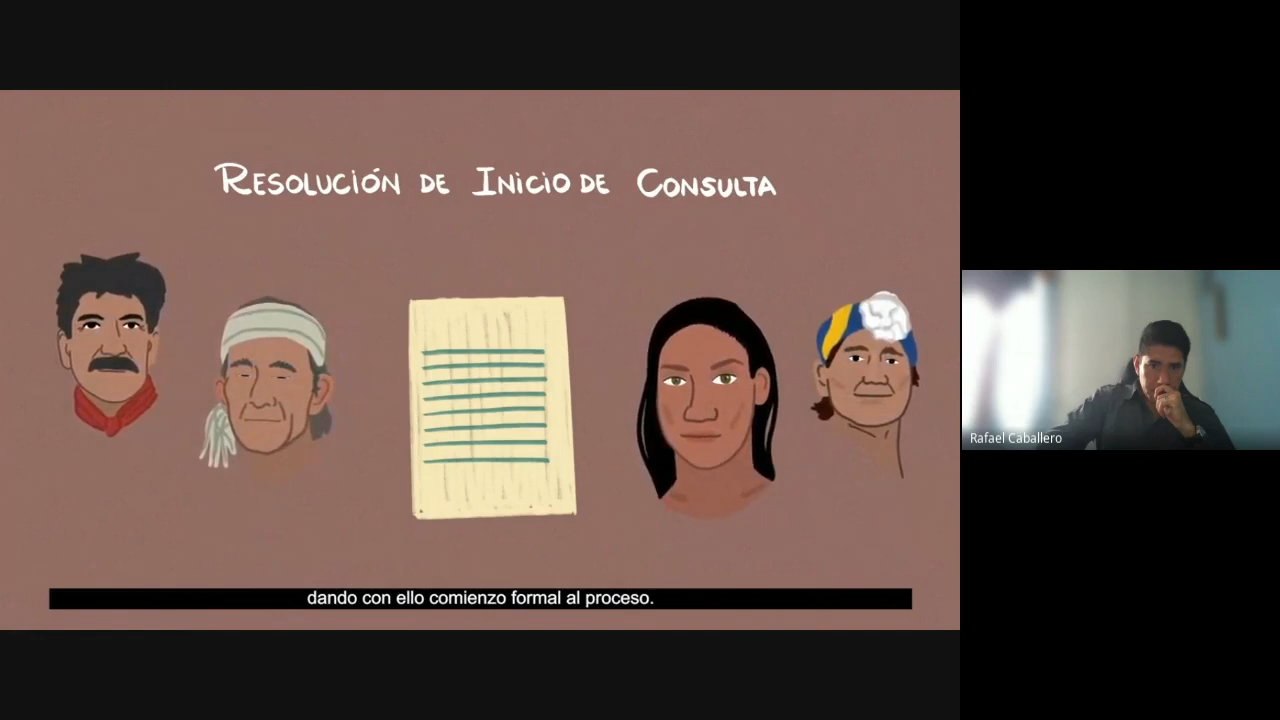 RESOLUCIÓN DE INICIO DE CONSULTA
dando con ello comienzo formal al proceso.
Rafael Caballero